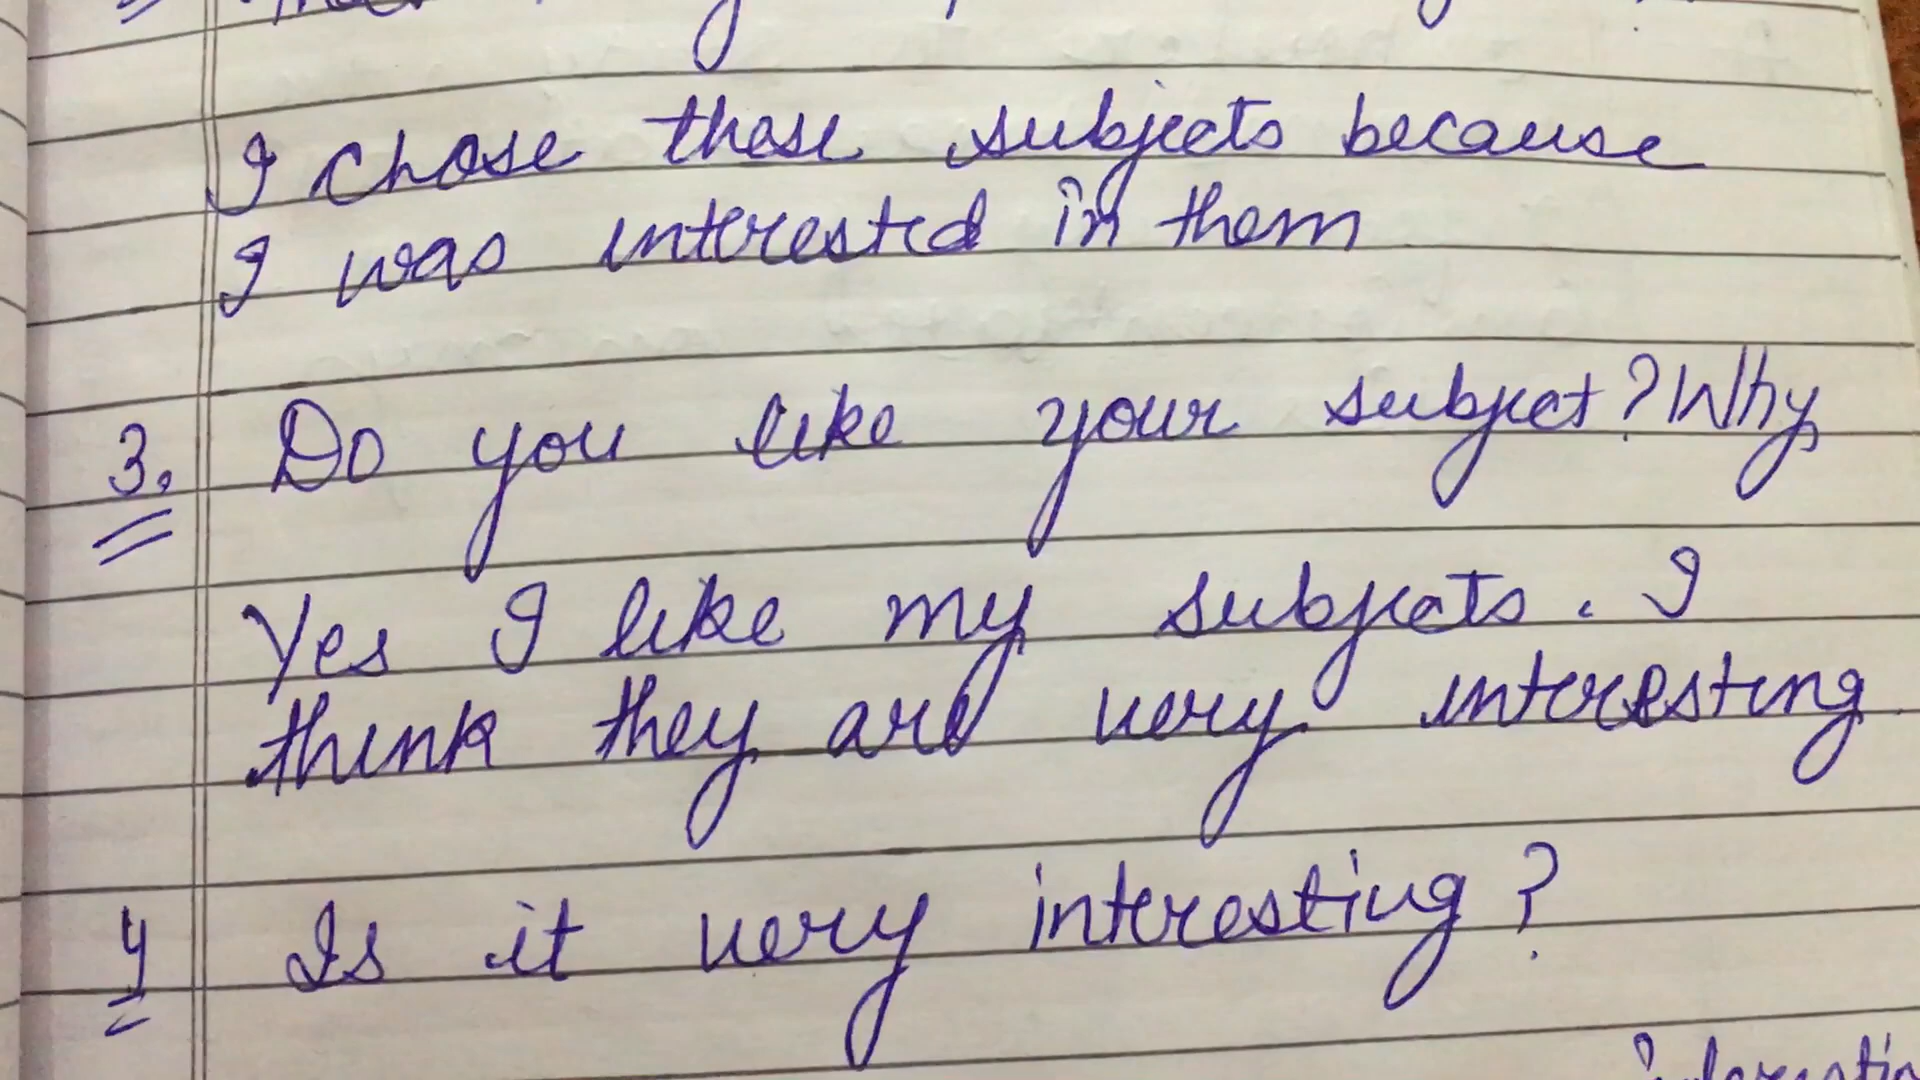 I chose these subjects because
I was interested in them
3. Do you like your subject? Why
Yes I like my subjects. I
think they are very interesting
4 Is it very interesting?